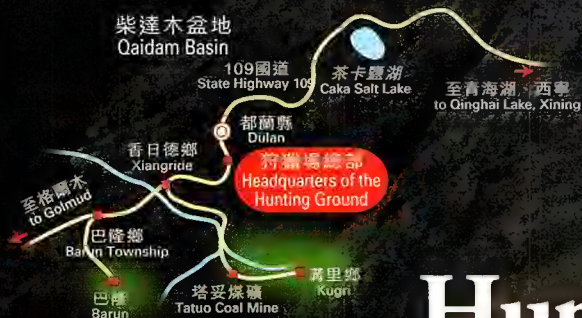 柴達木盆地
Qaidam Basin
109國道
State Highway 109
茶卡鹽湖
Caka Salt Lake
至青海湖、西寧
to Qinghai Lake, Xining
都蘭縣
Dulan
香日德鄉
Xiangride
狩獵場總部
Headquarters of the
Hunting Ground
至格爾木
to Golmud
巴隆鄉
Barun Township
巴隆
Barun
塔妥煤礦
Tatuo Coal Mine
溝里鄉
Kugri